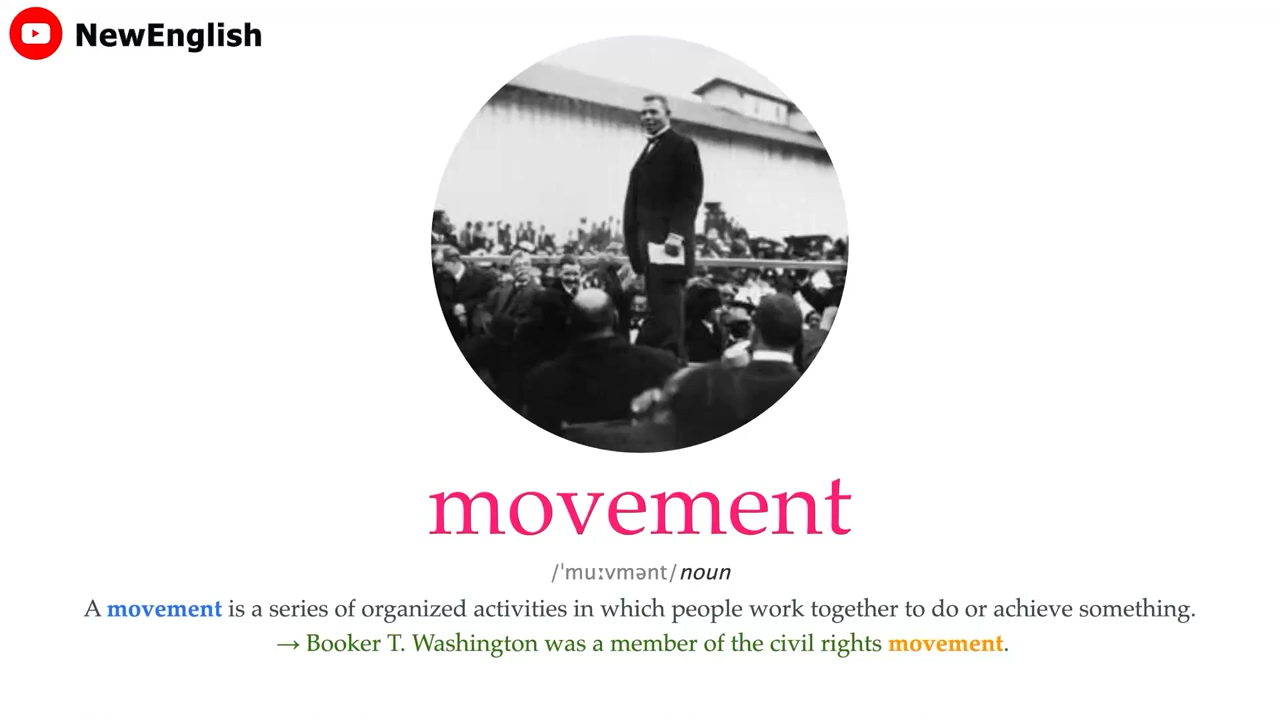 NewEnglish
movement
/ˈmuːvmənt/ noun
A movement is a series of organized activities in which people work together to do or achieve something.
→ Booker T. Washington was a member of the civil rights movement.